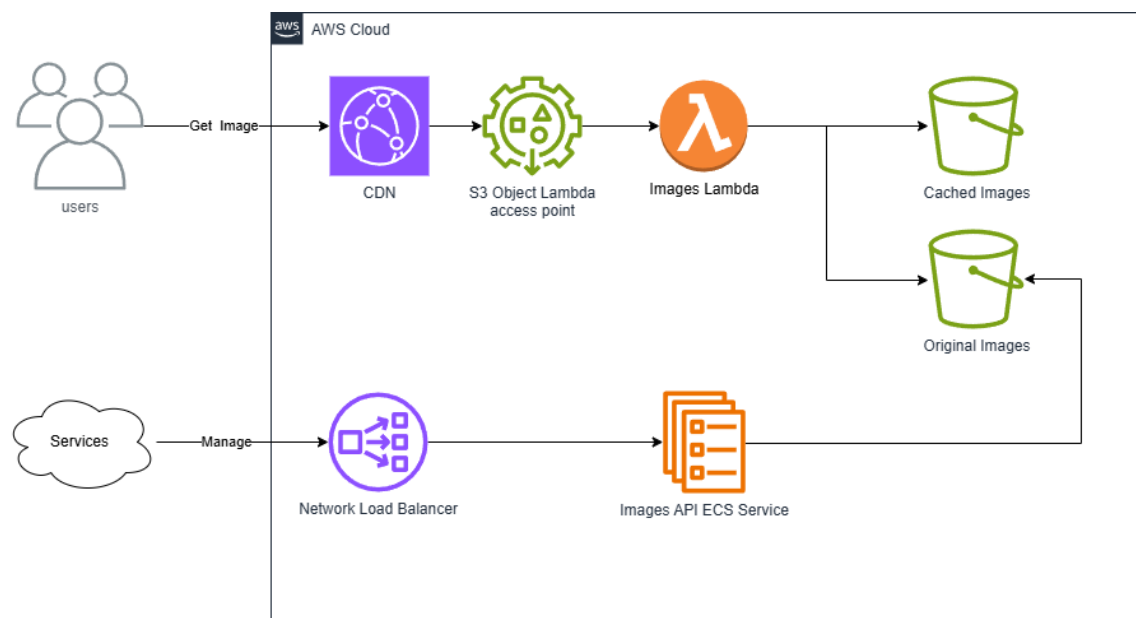 aws
AWS Cloud
Get Image
CDN
S3 Object Lambda
access point
Images Lambda
Cached Images
users
Original Images
Services
Manage
Network Load Balancer
Images API ECS Service